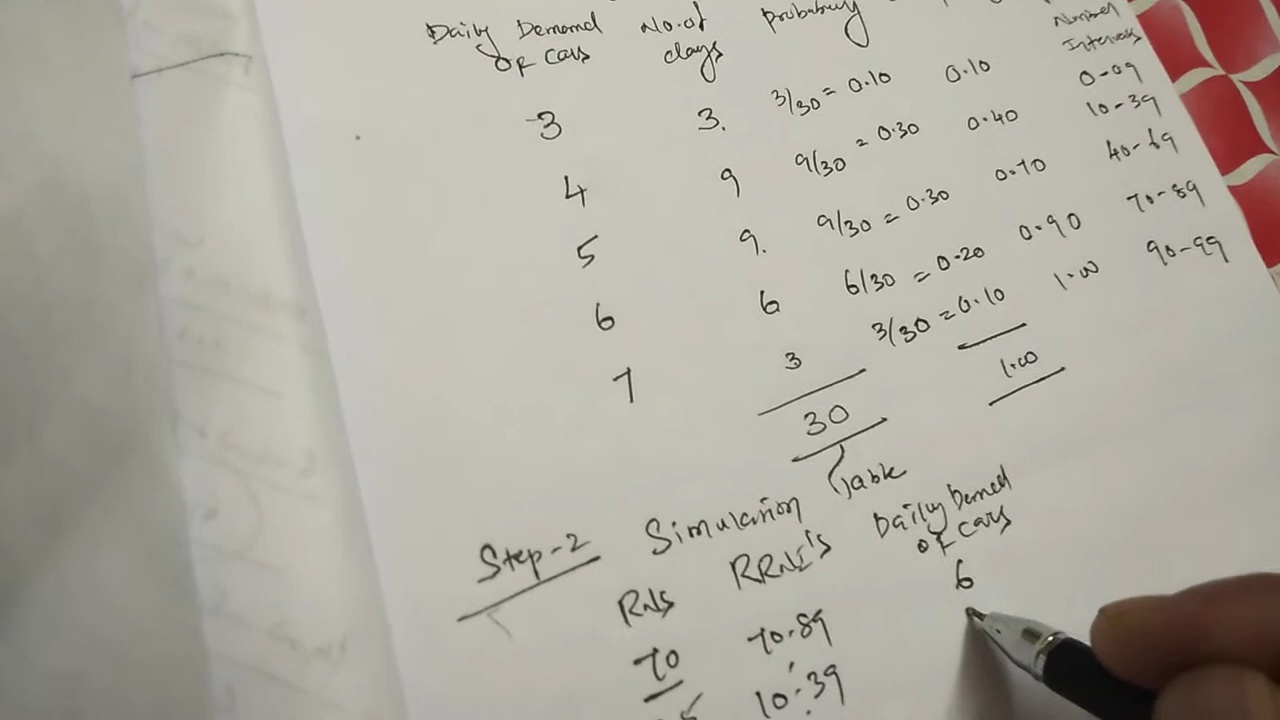 Daily Demand No. of Probability Number
of Cars days Intervals
3 3. 3/30 = 0.10 0.10 0-09
4 9 9/30 = 0.30 0.40 10-39
5 9. 9/30 = 0.30 0.70 40-69
6 6 6/30 = 0.20 0.90 70-89
7 3 3/30 = 0.10 1.00 90-99
30 1.00
Step-2 Simulation Table
RNS RRNI's Daily Demed
of Cars
70 70-89 6
10-39